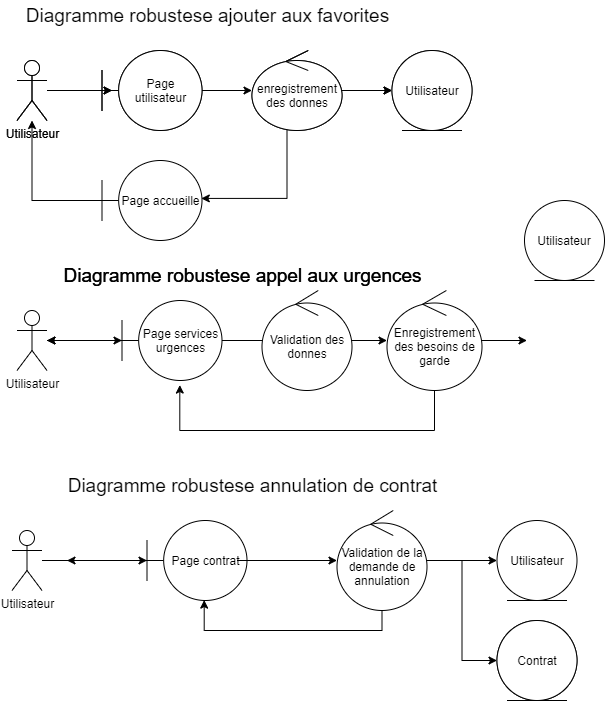 Diagramme robustese ajouter aux favorites
Page
utilisateur
enregistrement
des donnes
Utilisateur
Utilisateur
Page accueille
Utilisateur
Diagramme robustese appel aux urgences
Page services
urgences
Validation des
donnes
Enregistrement
des besoins de
garde
Utilisateur
Diagramme robustese annulation de contrat
Page contrat
Validation de la
demande de
annulation
Utilisateur
Utilisateur
Contrat